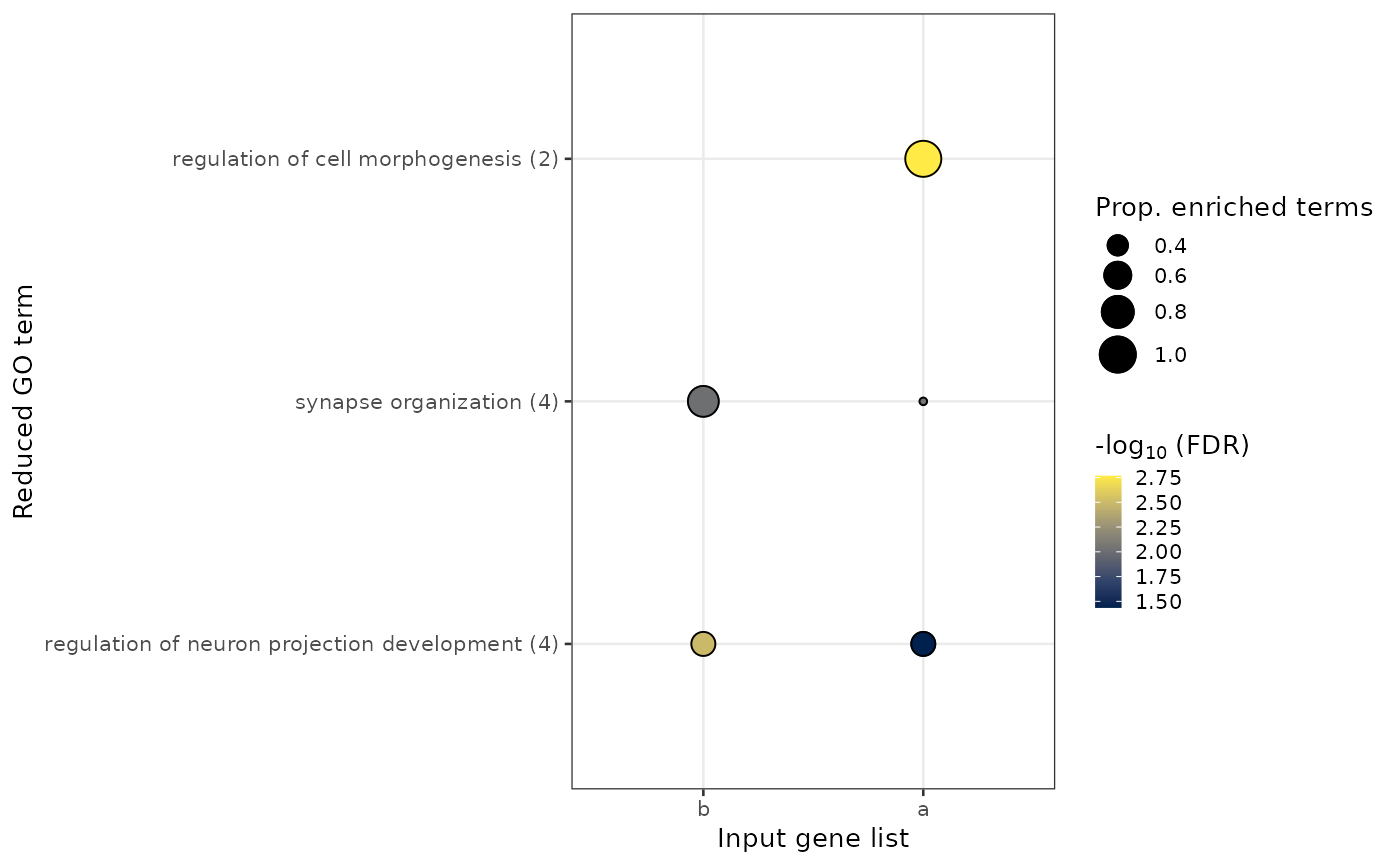 Reduced GO term
regulation of cell morphogenesis (2)
synapse organization (4)
regulation of neuron projection development (4)
b
a
Input gene list
Prop. enriched terms
0.4
0.6
0.8
1.0
-log₁₀ (FDR)
2.75
2.50
2.25
2.00
1.75
1.50